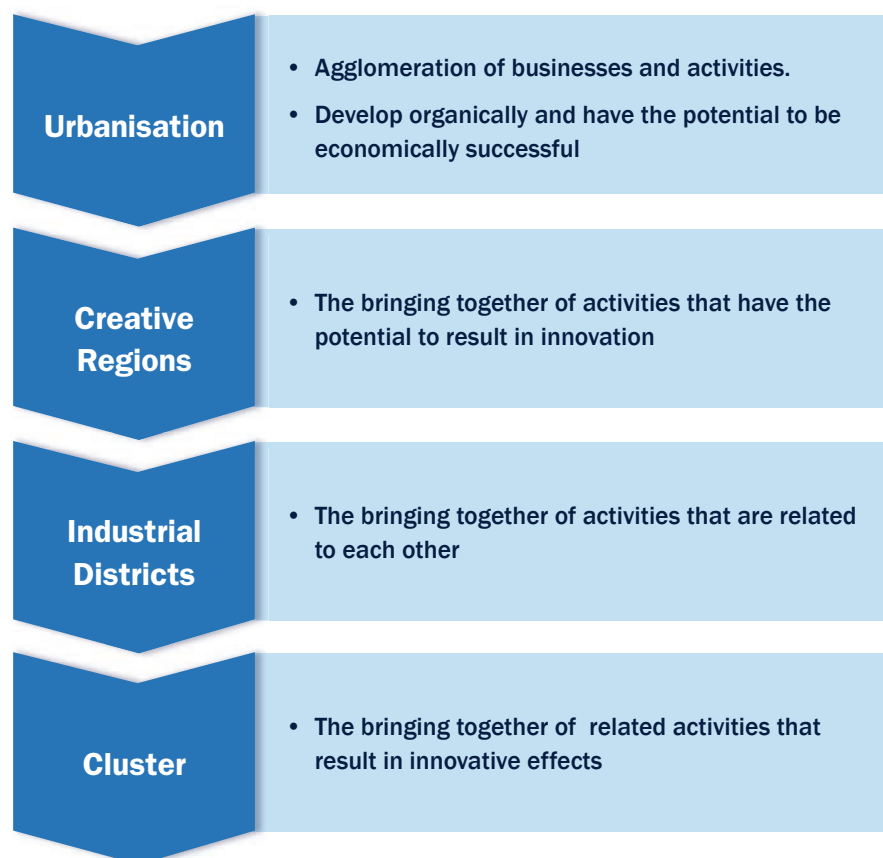 Urbanisation
• Agglomeration of businesses and activities.
• Develop organically and have the potential to be
economically successful
Creative
Regions
• The bringing together of activities that have the
potential to result in innovation
Industrial
Districts
• The bringing together of activities that are related
to each other
Cluster
• The bringing together of  related activities that
result in innovative effects